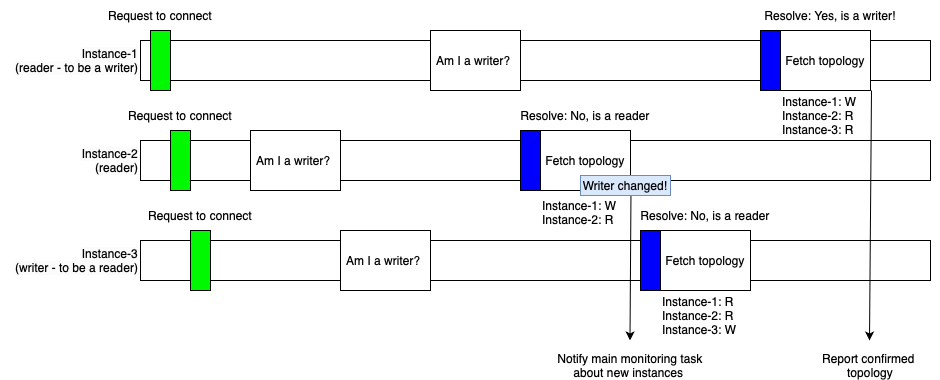 Request to connect
Resolve: Yes, is a writer!
Instance-1
(reader - to be a writer)
Am I a writer?
Fetch topology
Instance-1: W
Instance-2: R
Instance-3: R
Request to connect
Resolve: No, is a reader
Instance-2
(reader)
Am I a writer?
Fetch topology
Writer changed!
Instance-1: W
Instance-2: R
Request to connect
Resolve: No, is a reader
Instance-3
(writer - to be a reader)
Am I a writer?
Fetch topology
Instance-1: R
Instance-2: R
Instance-3: W
Notify main monitoring task
about new instances
Report confirmed
topology